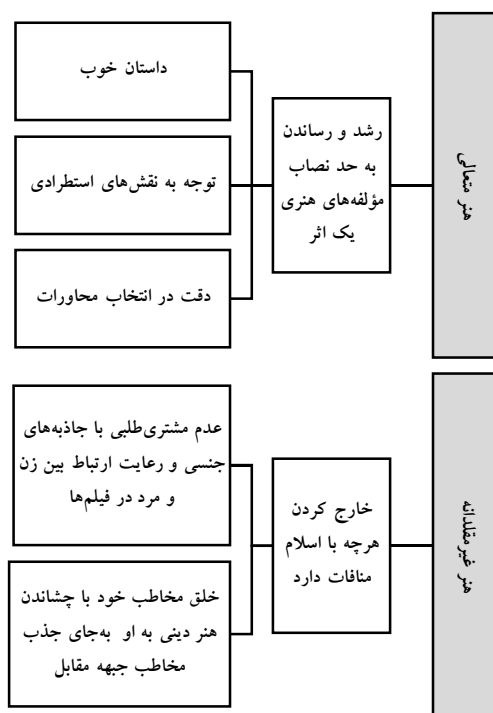 هنر متعالی
رشد و رساندن
به حد نصاب
مؤلفه‌های هنری
یک اثر
داستان خوب
توجه به نقش‌های استطرادی
دقت در انتخاب محاورات
هنر غیرمقلدانه
خارج کردن
هرچه با اسلام
منافات دارد
عدم مشتری‌طلبی با جاذبه‌های
جنسی و رعایت ارتباط بین زن
و مرد در فیلم‌ها
خلق مخاطب خود با چشاندن
هنر دینی به او به‌جای جذب
مخاطب جبهه مقابل